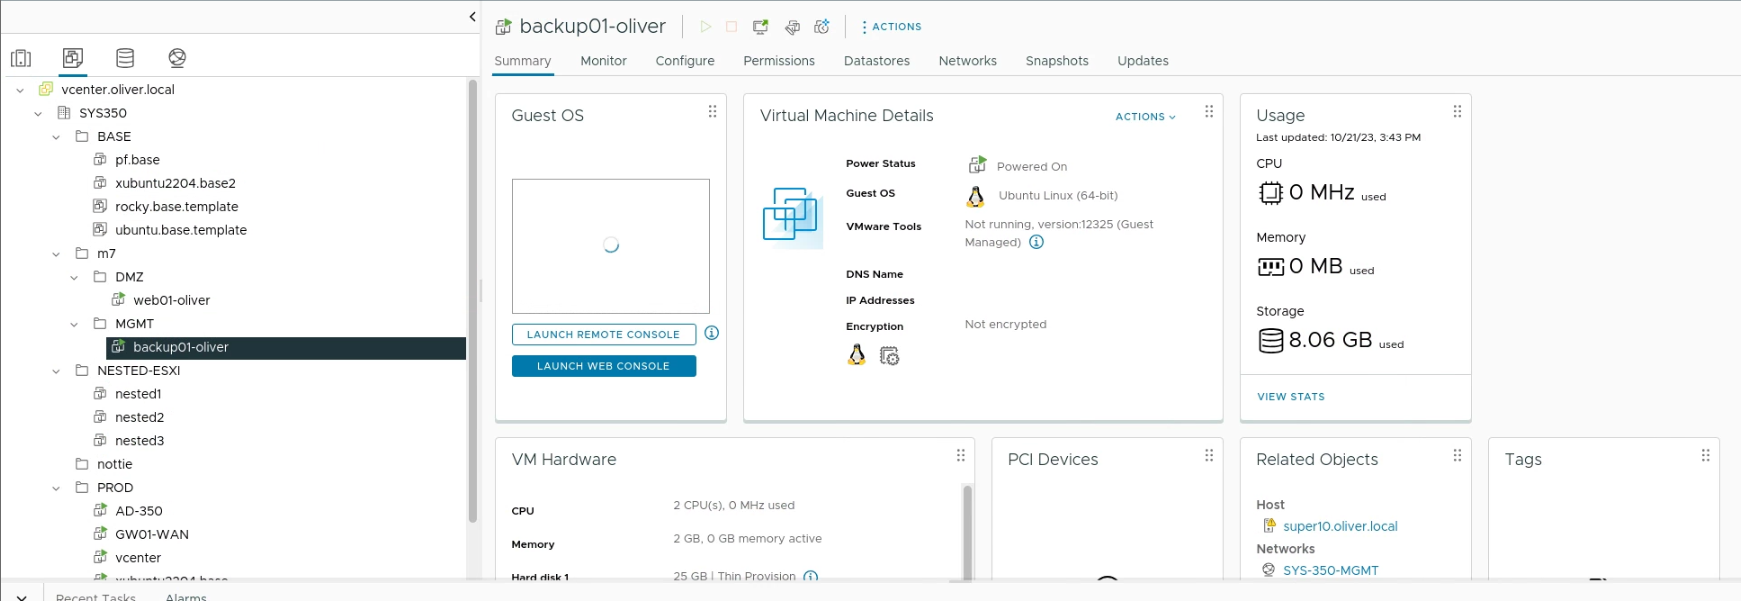 backup01-oliver
ACTIONS
Summary Monitor Configure Permissions Datastores Networks Snapshots Updates
vcenter.oliver.local
SYS350
BASE
pf.base
xubuntu2204.base2
rocky.base.template
ubuntu.base.template
m7
DMZ
web01-oliver
MGMT
backup01-oliver
NESTED-ESXI
nested1
nested2
nested3
nottie
PROD
AD-350
GW01-WAN
vcenter
xubuntu2204.base
Guest OS
LAUNCH REMOTE CONSOLE
LAUNCH WEB CONSOLE
Virtual Machine Details
ACTIONS
Power Status Powered On
Guest OS Ubuntu Linux (64-bit)
VMware Tools Not running, version:12325 (Guest
Managed)
DNS Name
IP Addresses
Encryption Not encrypted
Usage
Last updated: 10/21/23, 3:43 PM
CPU
0 MHz used
Memory
0 MB used
Storage
8.06 GB used
VIEW STATS
VM Hardware
CPU 2 CPU(s), 0 MHz used
Memory 2 GB, 0 GB memory active
Hard disk 1 25 GB | Thin Provision
PCI Devices
Related Objects
Host
super10.oliver.local
Networks
SYS-350-MGMT
Tags
Recent Tasks Alarms